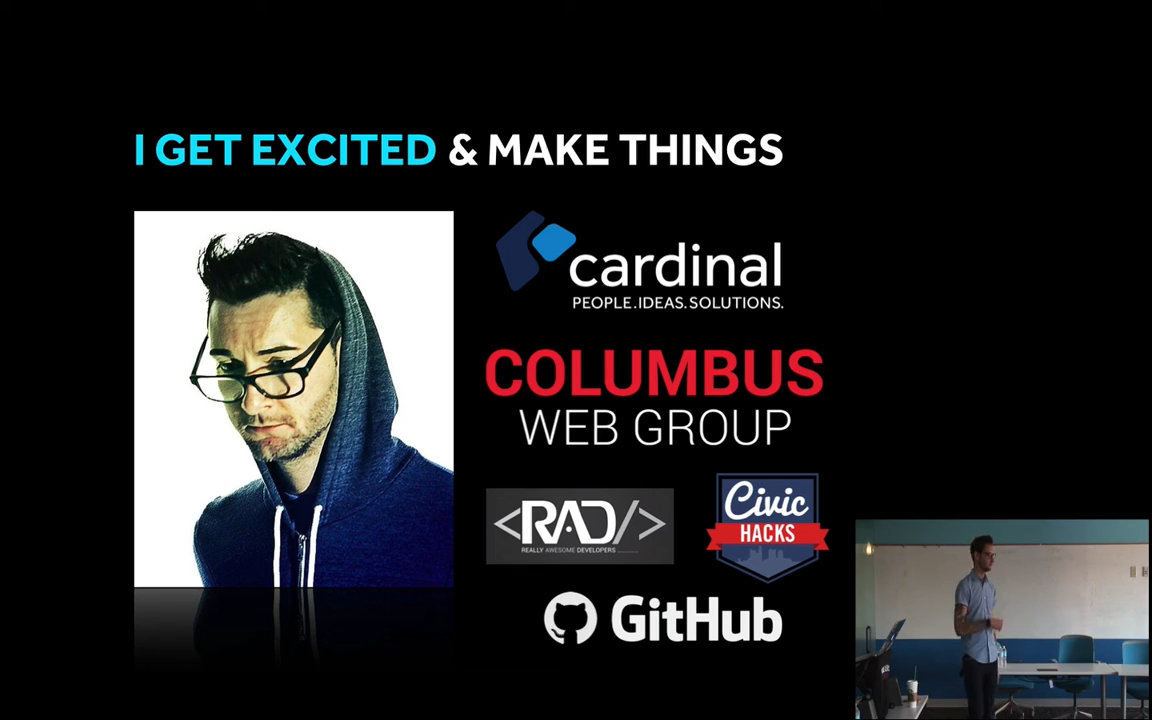 I GET EXCITED & MAKE THINGS
cardinal
PEOPLE.IDEAS.SOLUTIONS.
COLUMBUS
WEB GROUP
<RAD/>
REALLY AWESOME DEVELOPERS
Civic
HACKS
GitHub